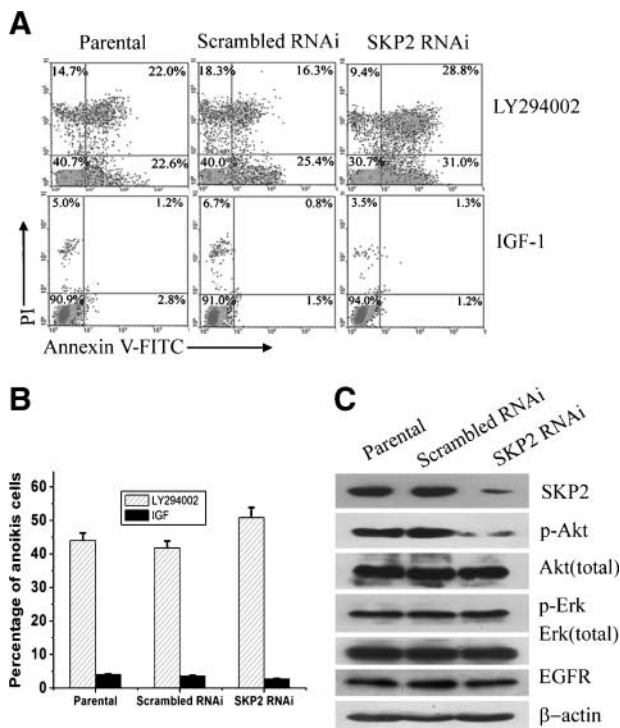 A
Parental Scrambled RNAi SKP2 RNAi
14.7% 22.0% 18.3% 16.3% 9.4% 28.8%
LY294002
40.7% 22.6% 40.0% 25.4% 30.7% 31.0%
5.0% 1.2% 6.7% 0.8% 3.5% 1.3%
IGF-1
90.9% 2.8% 91.0% 1.5% 94.0% 1.2%
PI
Annexin V-FITC
B
Percentage of anoikis cells
60
50
40
30
20
10
0
LY294002
IGF
Parental Scrambled RNAi SKP2 RNAi
C
Parental Scrambled RNAi SKP2 RNAi
SKP2
p-Akt
Akt(total)
p-Erk
Erk(total)
EGFR
β-actin